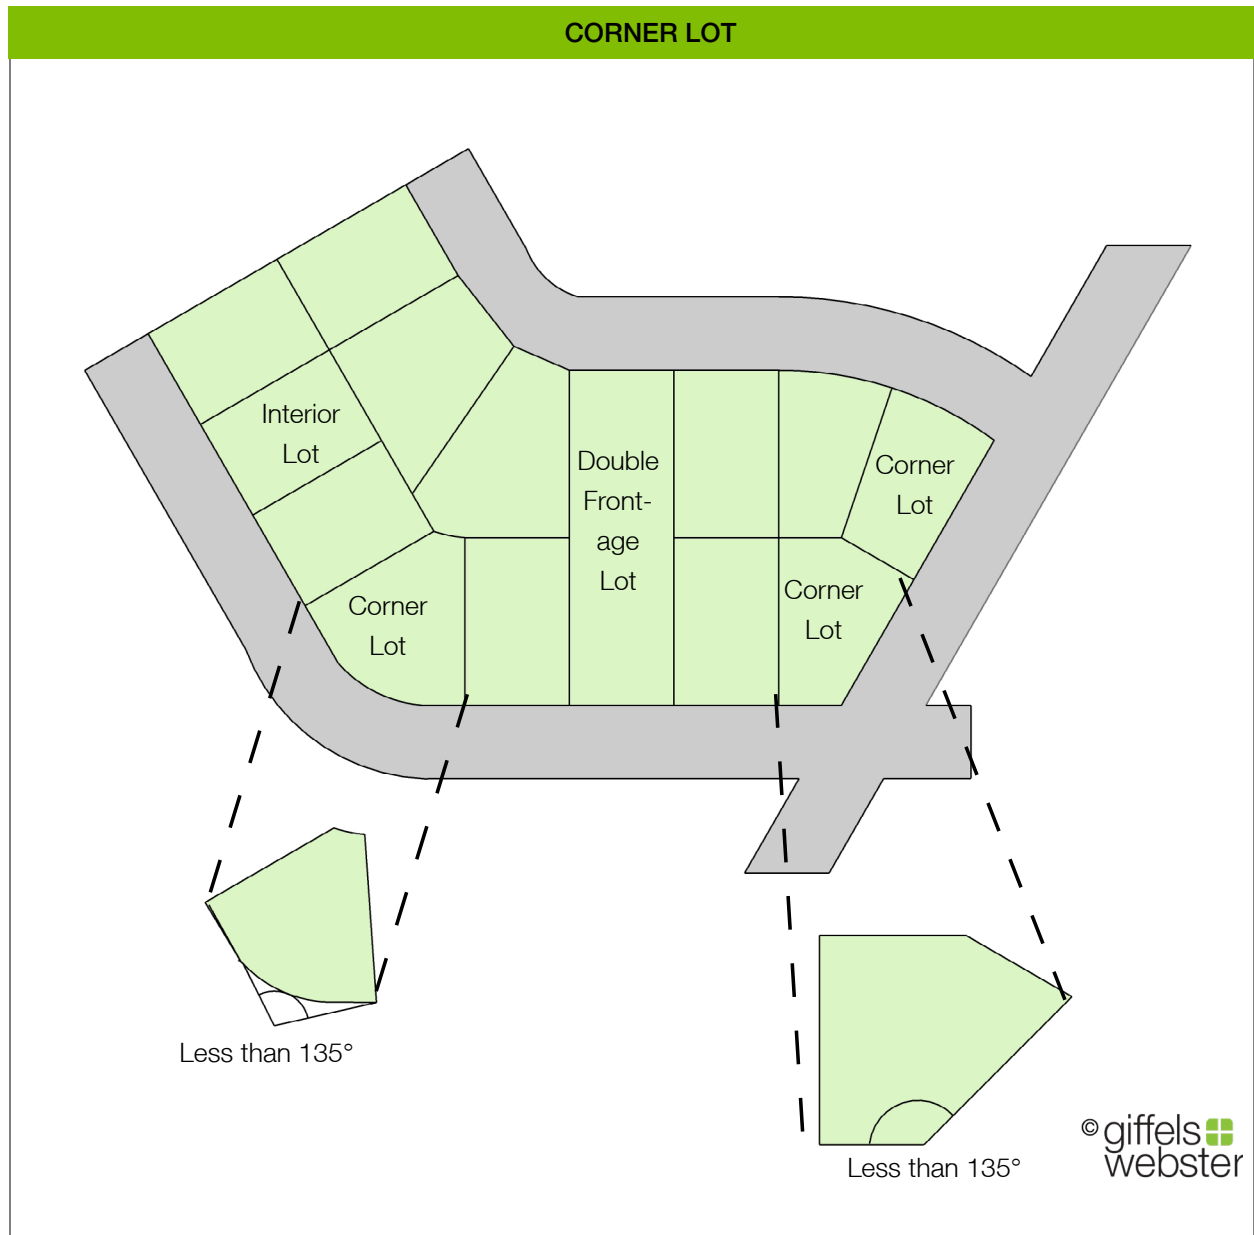 CORNER LOT
Interior
Lot
Double
Front-
age
Lot
Corner
Lot
Corner
Lot
Corner
Lot
Less than 135°
Less than 135°
© giffels
webster